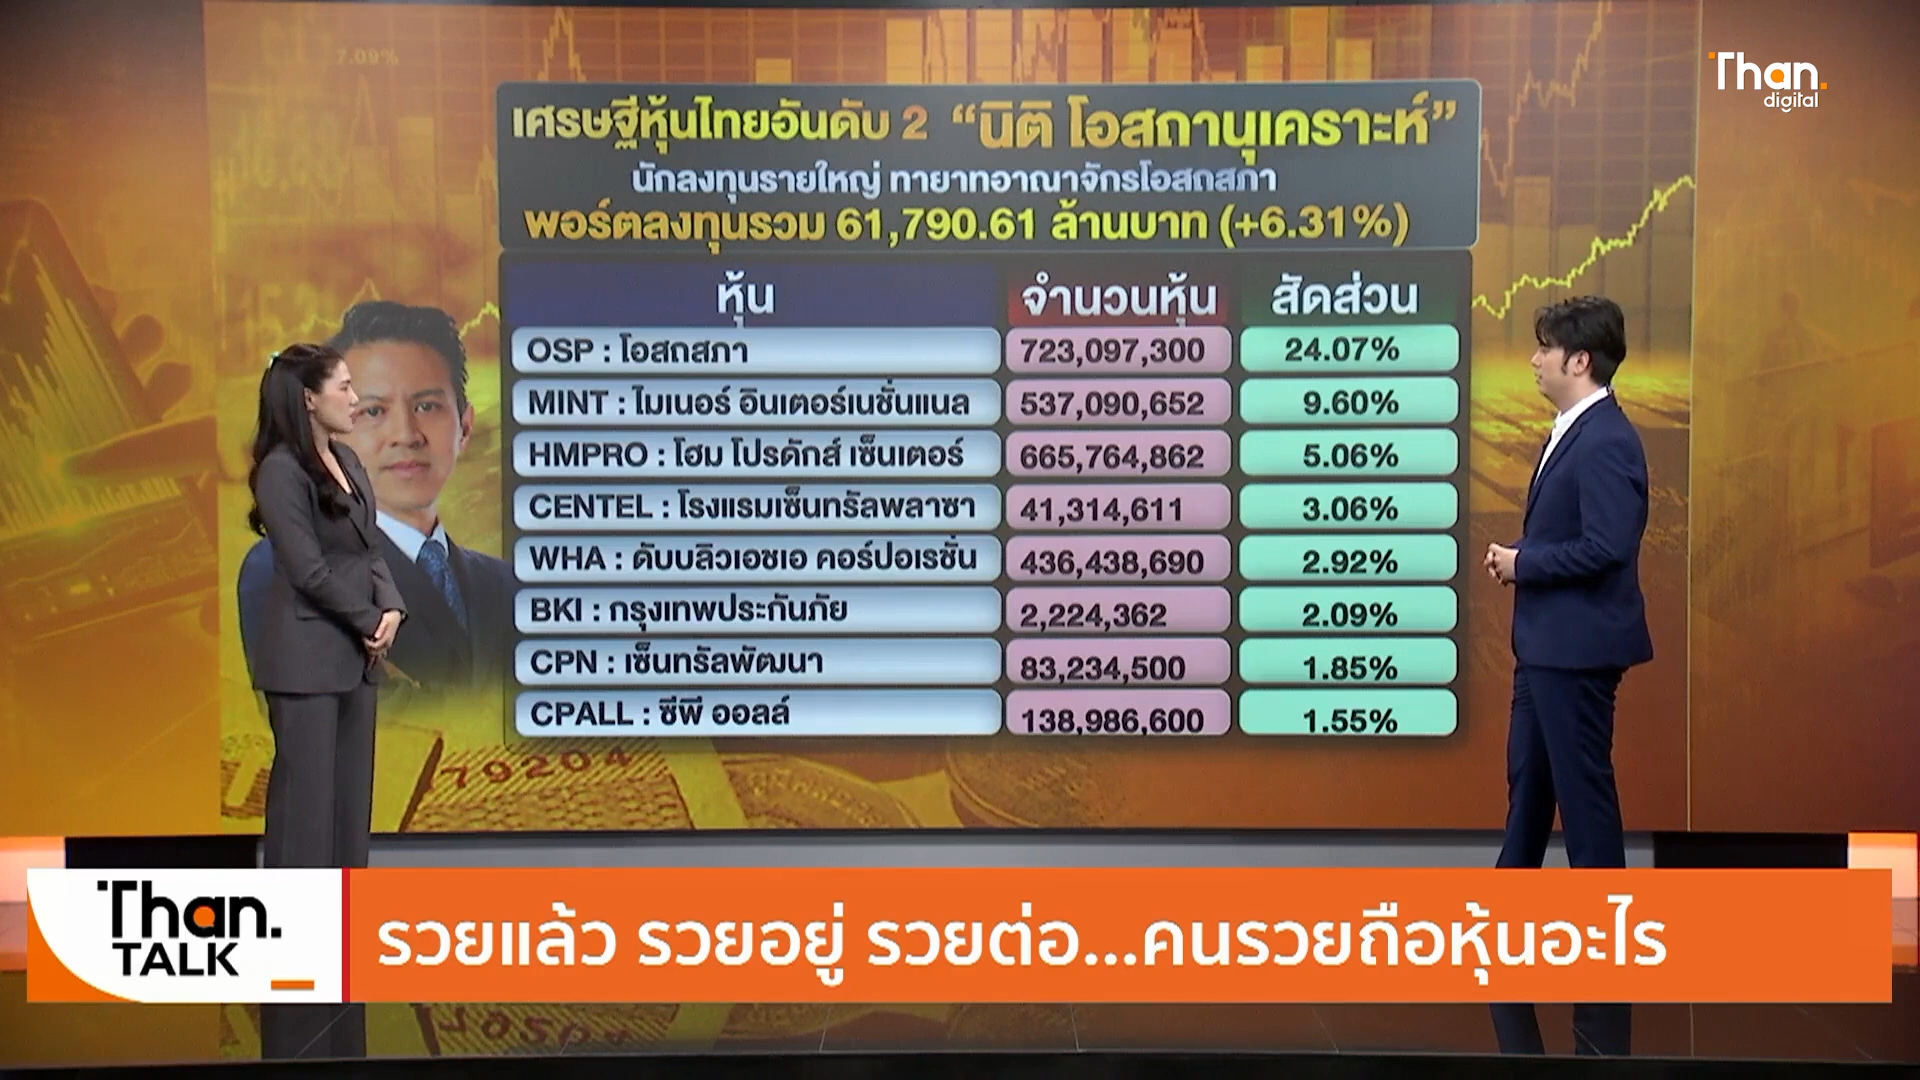 7.09%
Than.
digital
เศรษฐีหุ้นไทยอันดับ 2 “นิติ โอสถานุเคราะห์”
นักลงทุนรายใหญ่ ทายาทอาณาจักรโอสถสภา
พอร์ตลงทุนรวม 61,790.61 ล้านบาท (+6.31%)
หุ้น จำนวนหุ้น สัดส่วน
OSP : โอสถสภา 723,097,300 24.07%
MINT : ไมเนอร์ อินเตอร์เนชั่นแนล 537,090,652 9.60%
HMPRO : โฮม โปรดักส์ เซ็นเตอร์ 665,764,862 5.06%
CENTEL : โรงแรมเซ็นทรัลพลาซา 41,314,611 3.06%
WHA : ดับบลิวเอชเอ คอร์ปอเรชั่น 436,438,690 2.92%
BKI : กรุงเทพประกันภัย 2,224,362 2.09%
CPN : เซ็นทรัลพัฒนา 83,234,500 1.85%
CPALL : ซีพี ออลล์ 138,986,600 1.55%
79204
Than.
TALK
รวยแล้ว รวยอยู่ รวยต่อ...คนรวยถือหุ้นอะไร